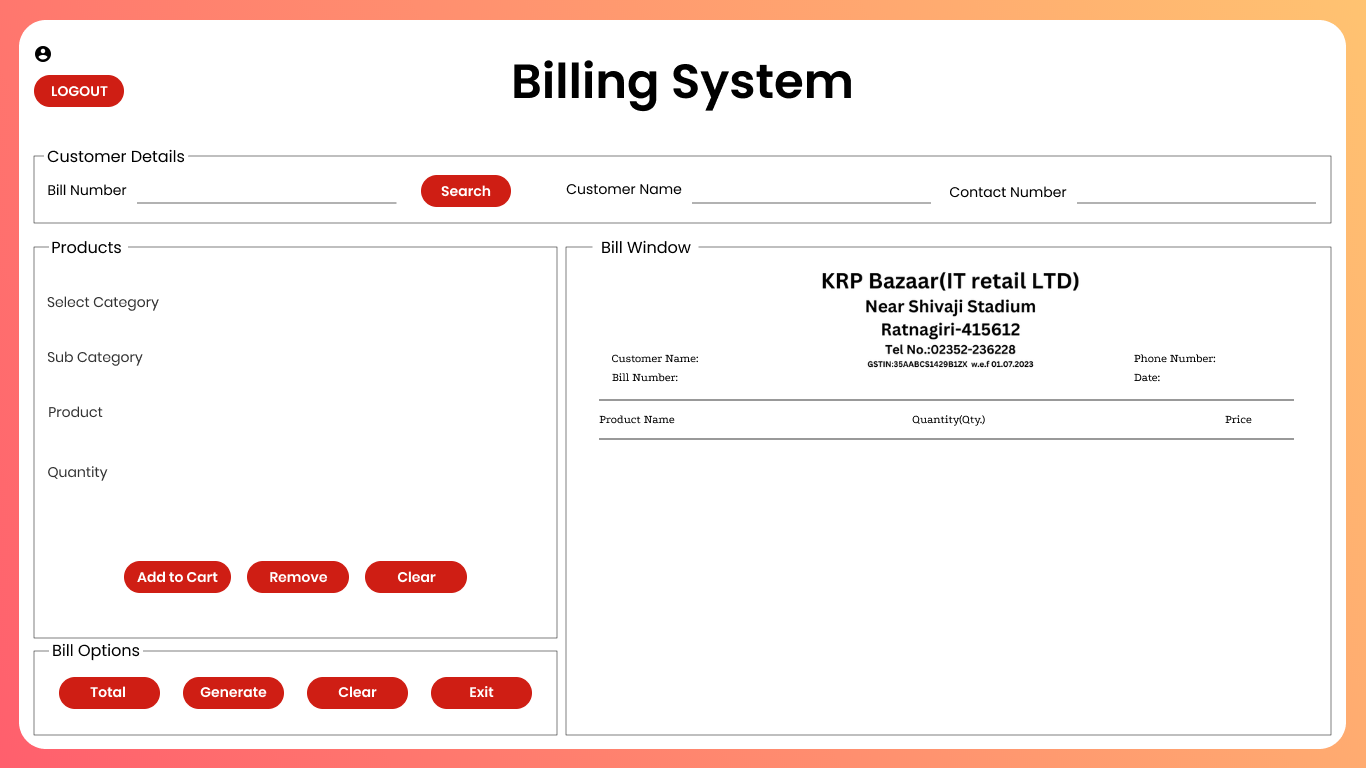 Billing System
LOGOUT
Customer Details
Bill Number
Search
Customer Name
Contact Number
Products
Select Category
Sub Category
Product
Quantity
Add to Cart Remove Clear
Bill Options
Total Generate Clear Exit
Bill Window
KRP Bazaar(IT retail LTD)
Near Shivaji Stadium
Ratnagiri-415612
Tel No.:02352-236228
GSTIN:35AABCS1429B1ZX w.e.f 01.07.2023
Customer Name: Phone Number:
Bill Number: Date:
Product Name Quantity(Qty.) Price